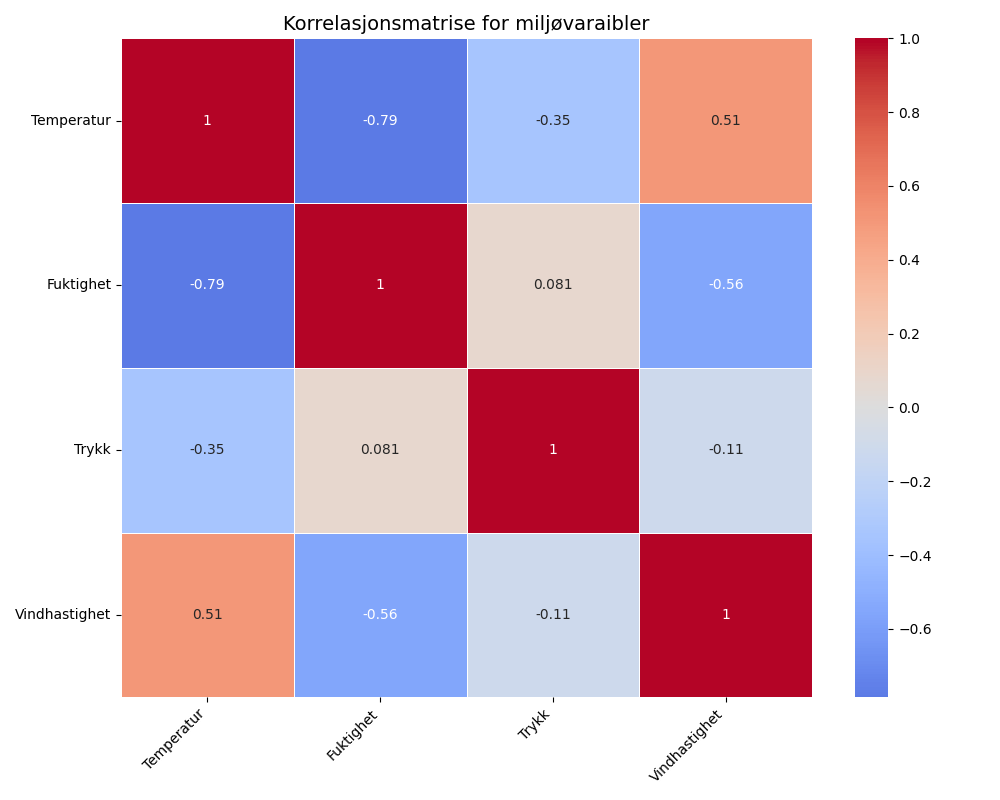 Korrelasjonsmatrise for miljøvaraibler
Temperatur 1 -0.79 -0.35 0.51
Fuktighet -0.79 1 0.081 -0.56
Trykk -0.35 0.081 1 -0.11
Vindhastighet 0.51 -0.56 -0.11 1
Temperatur Fuktighet Trykk Vindhastighet
1.0
0.8
0.6
0.4
0.2
0.0
−0.2
−0.4
−0.6